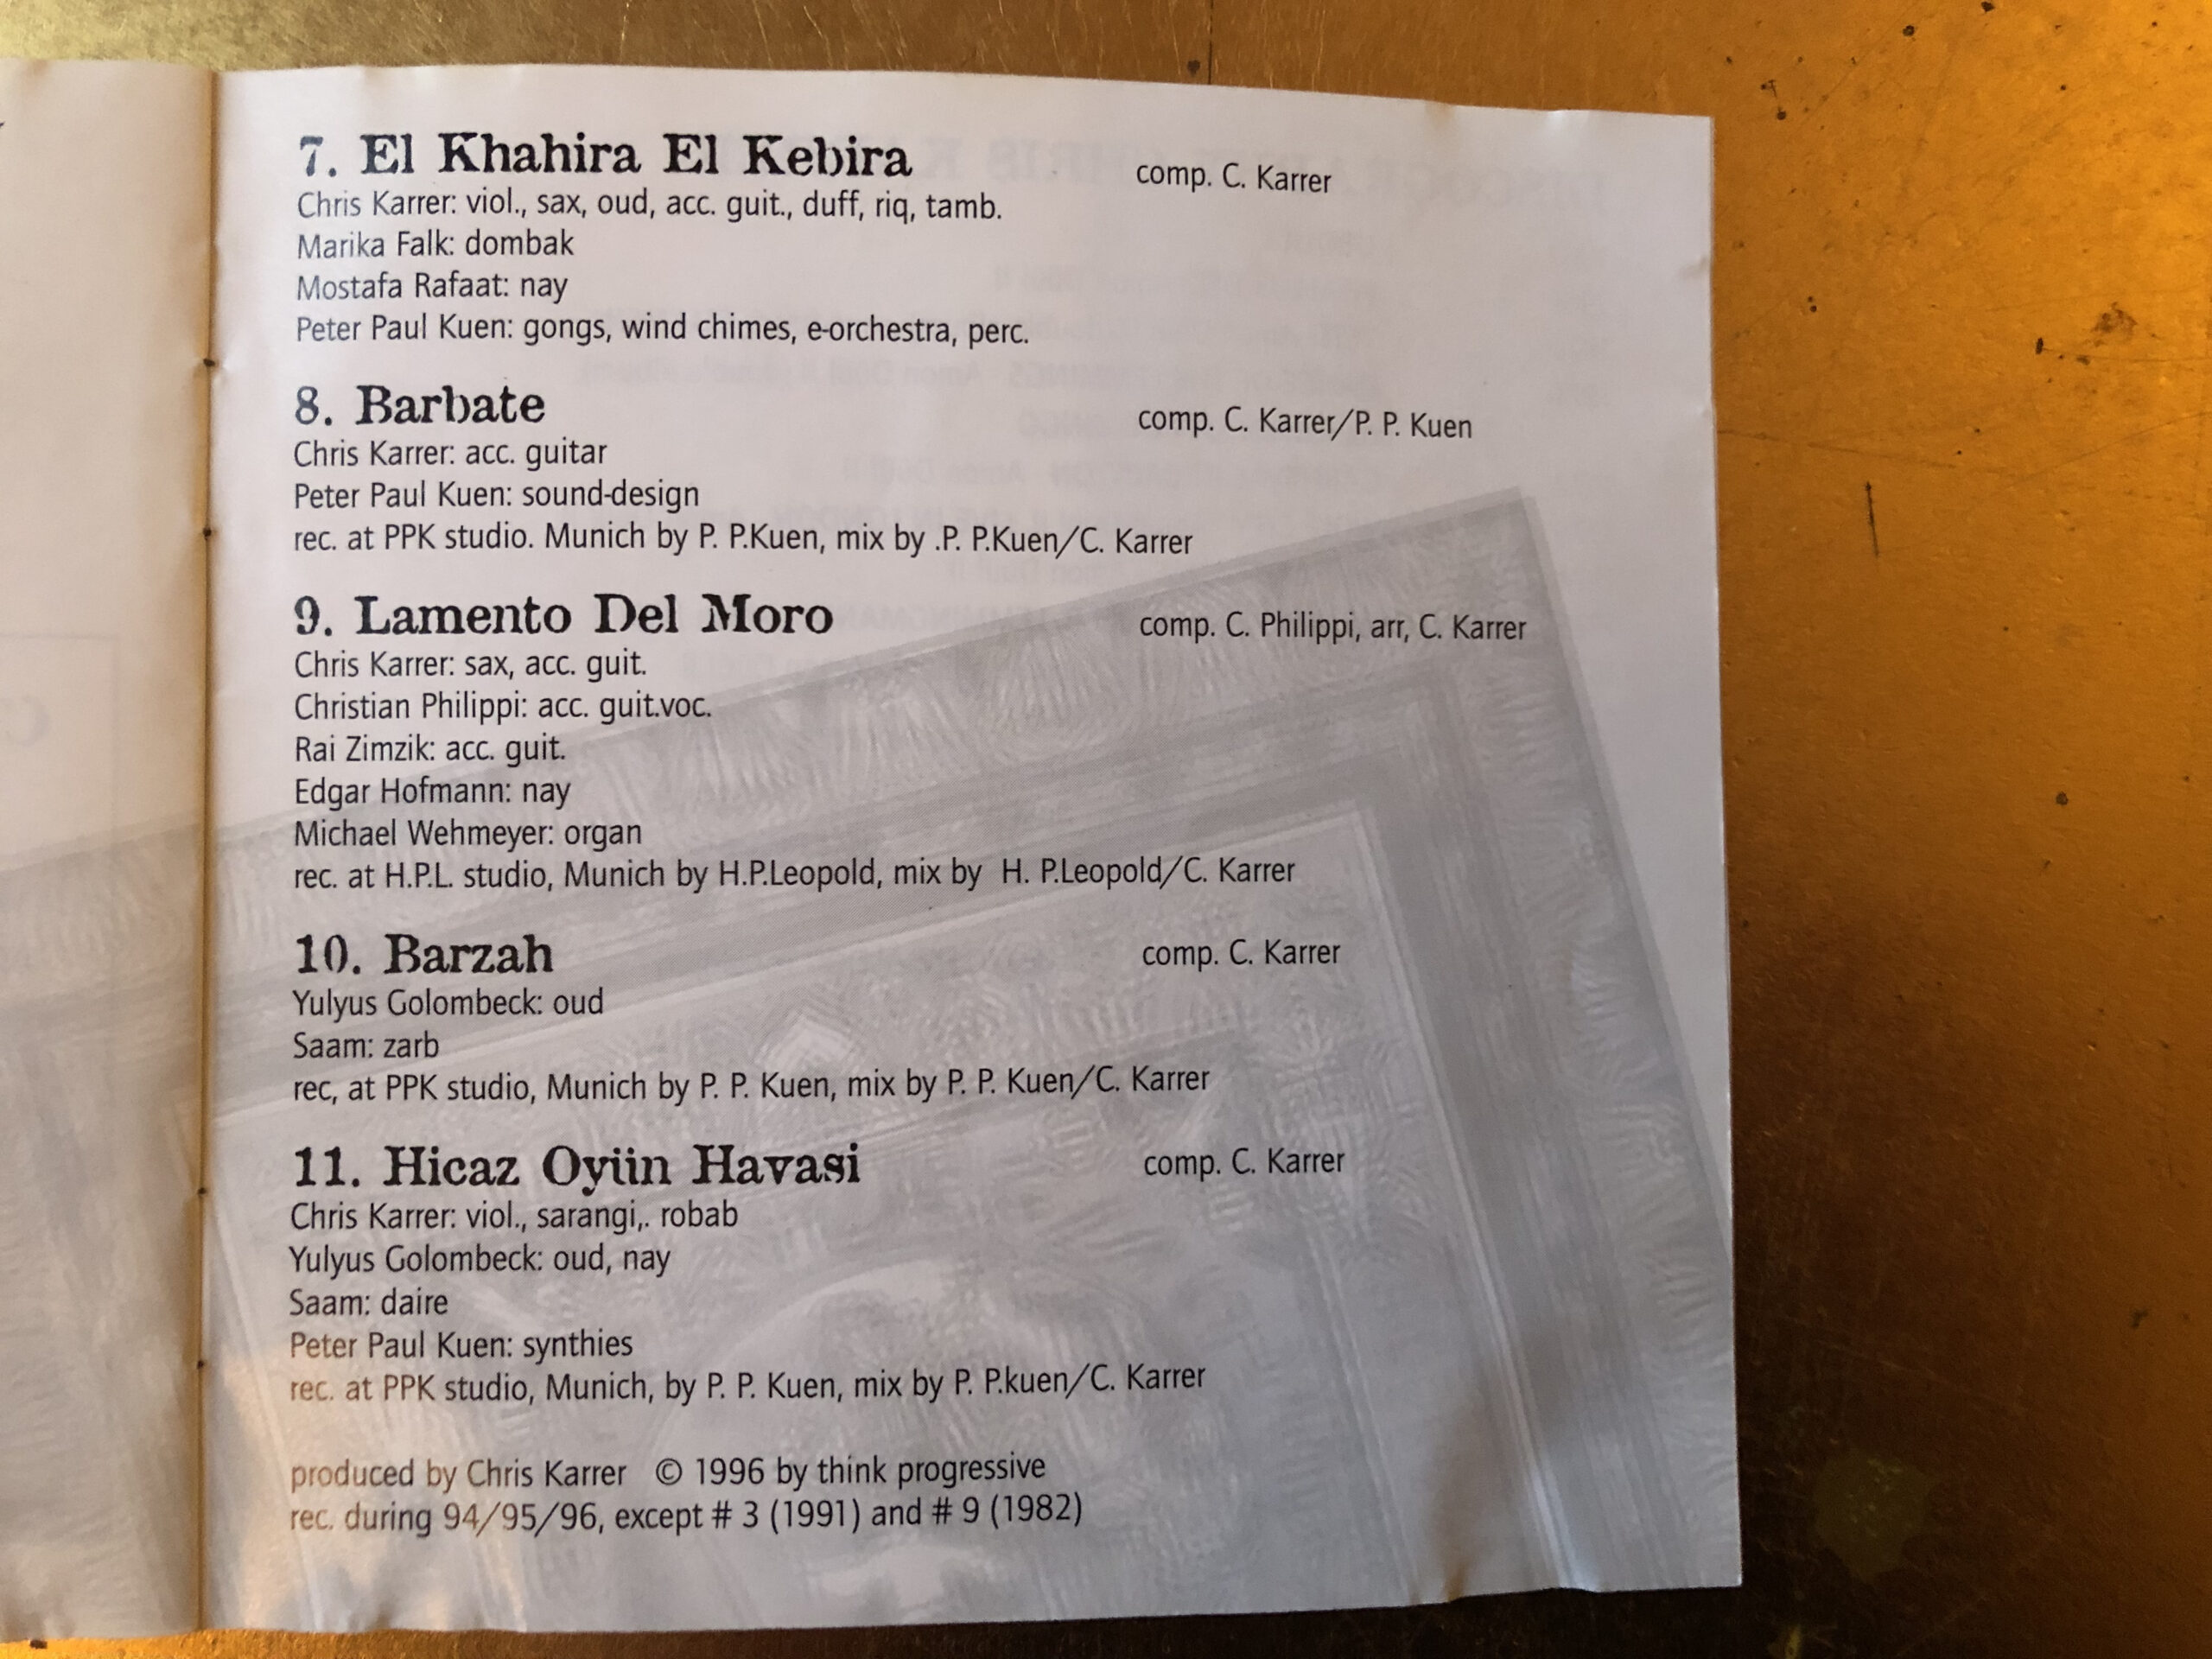 7. El Khahira El Kebira comp. C. Karrer
Chris Karrer: viol., sax, oud, acc. guit., duff, riq, tamb.
Marika Falk: dombak
Mostafa Rafaat: nay
Peter Paul Kuen: gongs, wind chimes, e-orchestra, perc.
8. Barbate comp. C. Karrer/P. P. Kuen
Chris Karrer: acc. guitar
Peter Paul Kuen: sound-design
rec. at PPK studio. Munich by P. P.Kuen, mix by .P. P.Kuen/C. Karrer
9. Lamento Del Moro comp. C. Philippi, arr, C. Karrer
Chris Karrer: sax, acc. guit.
Christian Philippi: acc. guit.voc.
Rai Zimzik: acc. guit.
Edgar Hofmann: nay
Michael Wehmeyer: organ
rec. at H.P.L. studio, Munich by H.P.Leopold, mix by H. P.Leopold/C. Karrer
10. Barzah comp. C. Karrer
Yulyus Golombeck: oud
Saam: zarb
rec, at PPK studio, Munich by P. P. Kuen, mix by P. P. Kuen/C. Karrer
11. Hicaz Oyün Havasi comp. C. Karrer
Chris Karrer: viol., sarangi,. robab
Yulyus Golombeck: oud, nay
Saam: daire
Peter Paul Kuen: synthies
rec. at PPK studio, Munich, by P. P. Kuen, mix by P. P.kuen/C. Karrer
produced by Chris Karrer © 1996 by think progressive
rec. during 94/95/96, except # 3 (1991) and # 9 (1982)